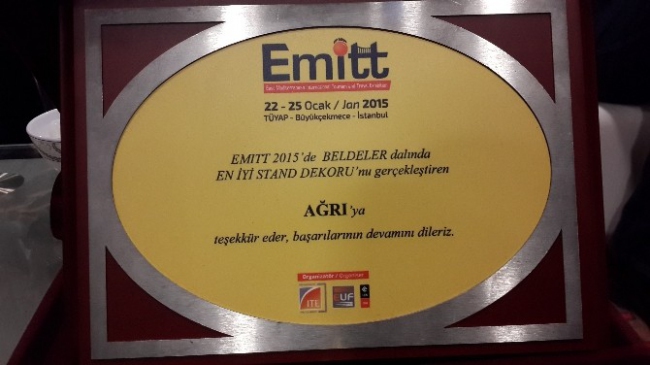 Emitt
22 - 25 Ocak / Jan 2015
TÜYAP - Büyükçekmece - İstanbul
EMITT 2015'de BELDELER dalında
EN İYİ STAND DEKORU'nu gerçekleştiren
AĞRI'ya
teşekkür eder, başarılarının devamını dileriz.
Organizatör / Organiser
ITE
UF